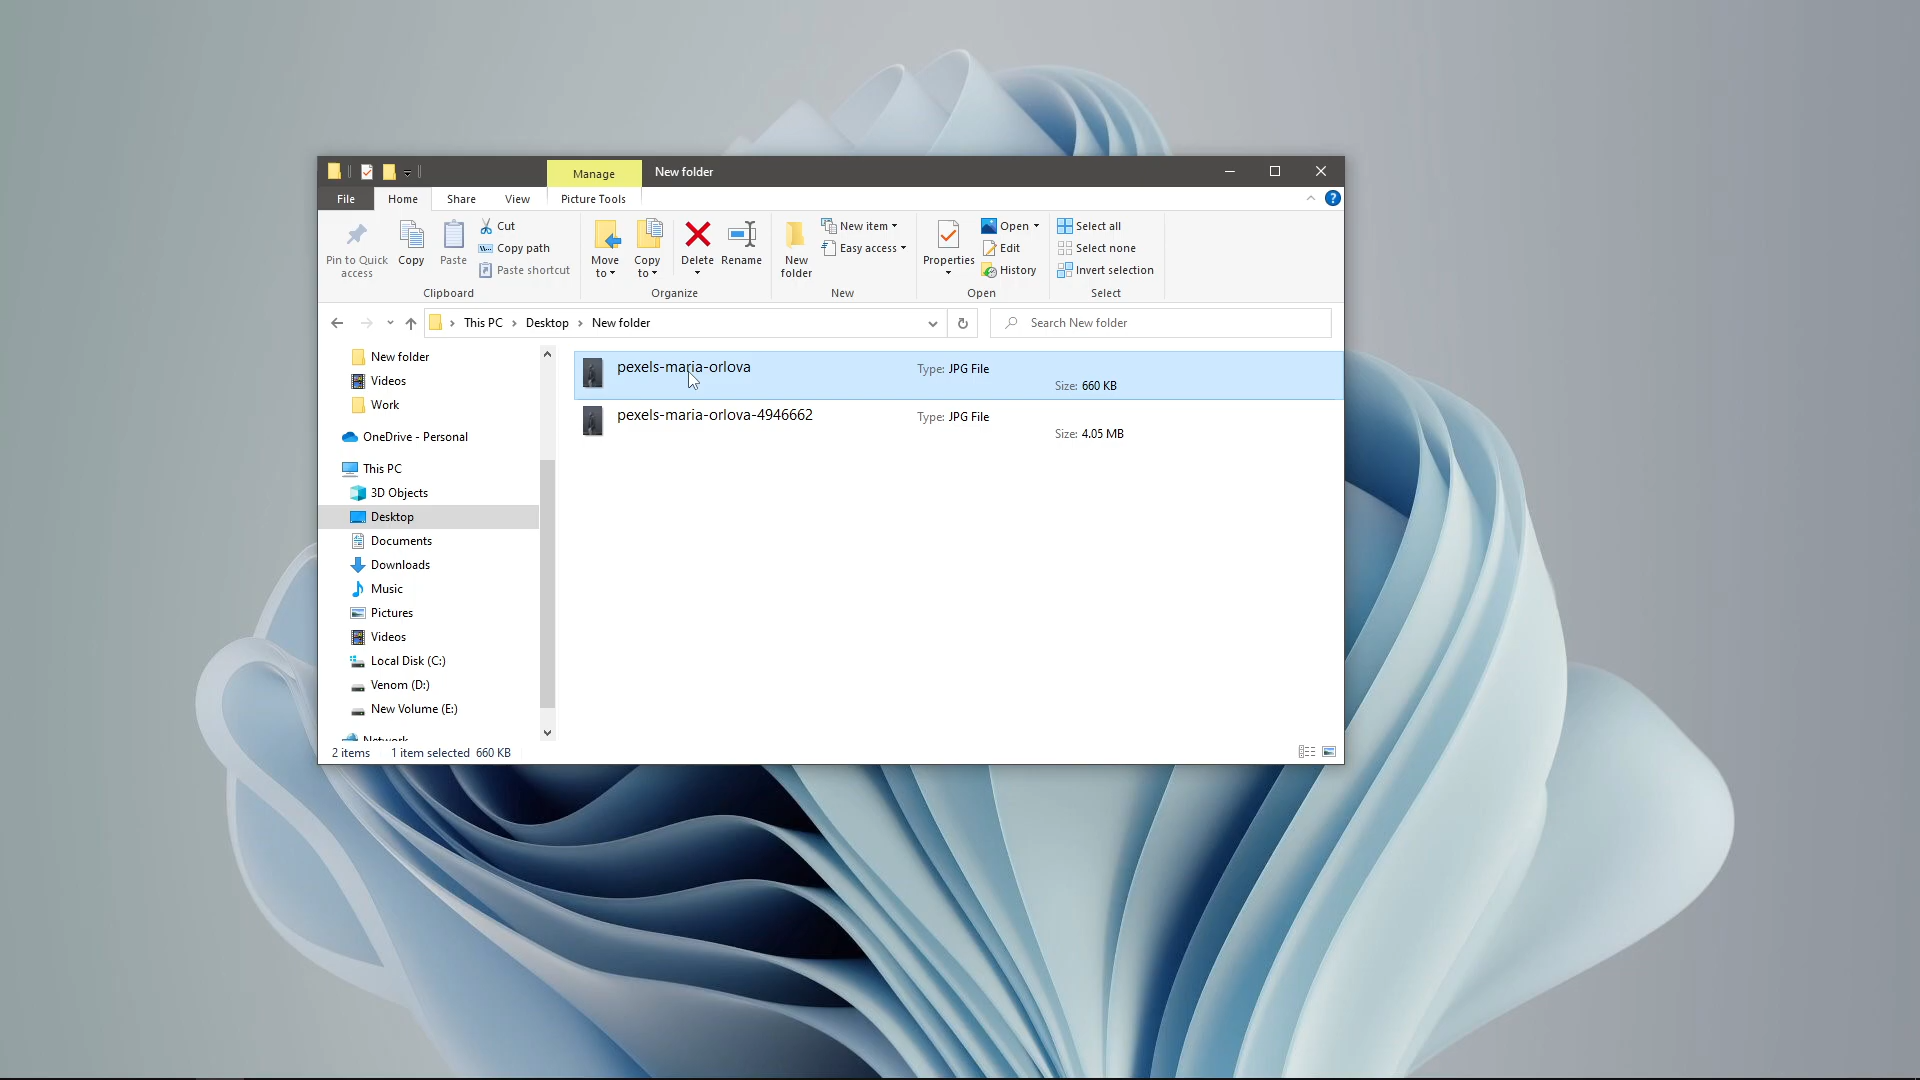 Manage New folder
File Home Share View Picture Tools
Cut New item Open Select all
Copy path Easy access Edit Select none
Pin to Quick access Copy Paste Paste shortcut Move to Copy to Delete Rename New folder Properties History Invert selection
Clipboard Organize New Open Select
This PC Desktop New folder Search New folder
New folder
Videos
Work
OneDrive - Personal
This PC
3D Objects
Desktop
Documents
Downloads
Music
Pictures
Videos
Local Disk (C:)
Venom (D:)
New Volume (E:)
Network
pexels-maria-orlova Type: JPG File
Size: 660 KB
pexels-maria-orlova-4946662 Type: JPG File
Size: 4.05 MB
2 items 1 item selected 660 KB